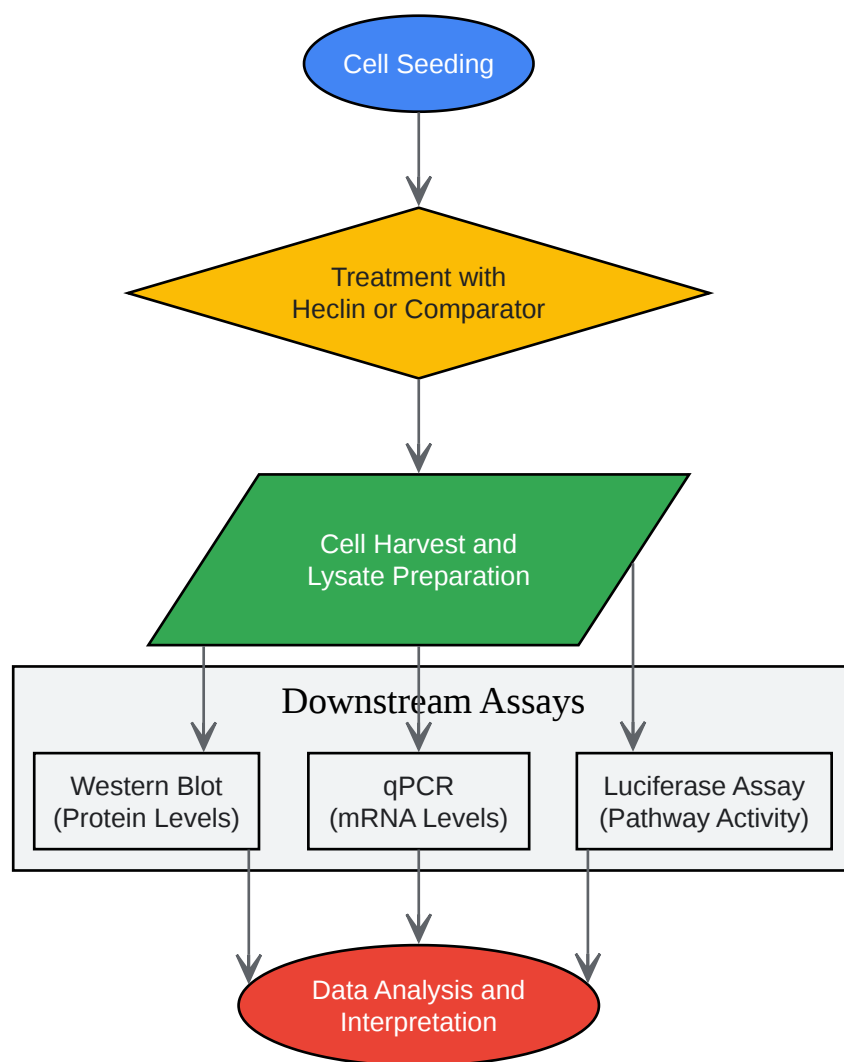 Cell Seeding
Treatment with
Heclin or Comparator
Cell Harvest and
Lysate Preparation
Downstream Assays
Western Blot
(Protein Levels)
qPCR
(mRNA Levels)
Luciferase Assay
(Pathway Activity)
Data Analysis and
Interpretation